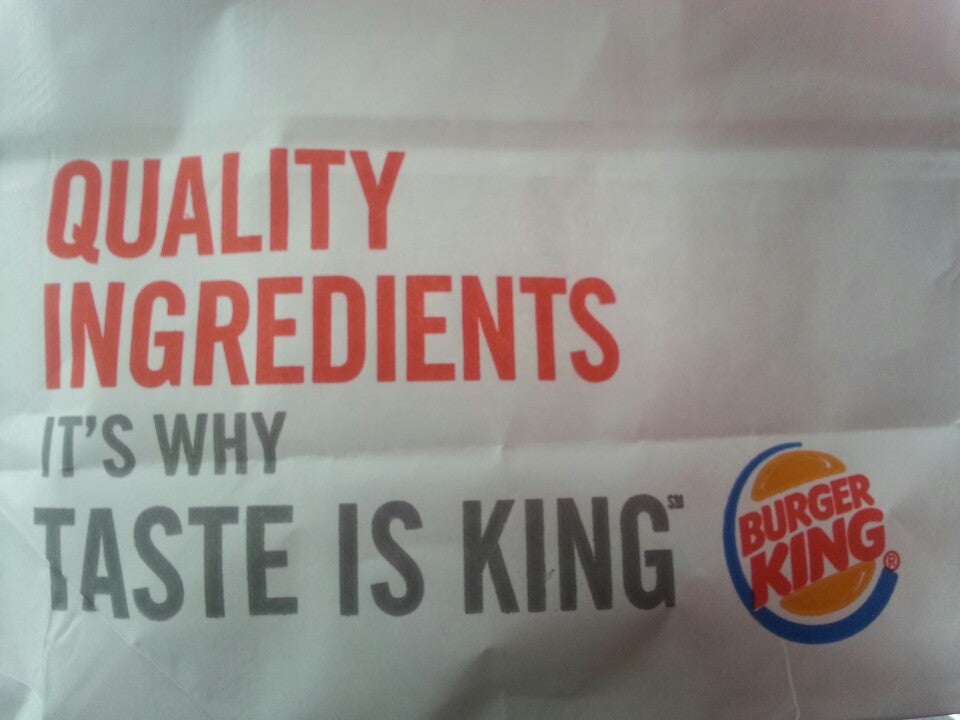 QUALITY
INGREDIENTS
IT'S WHY
TASTE IS KING℠
BURGER
KING®